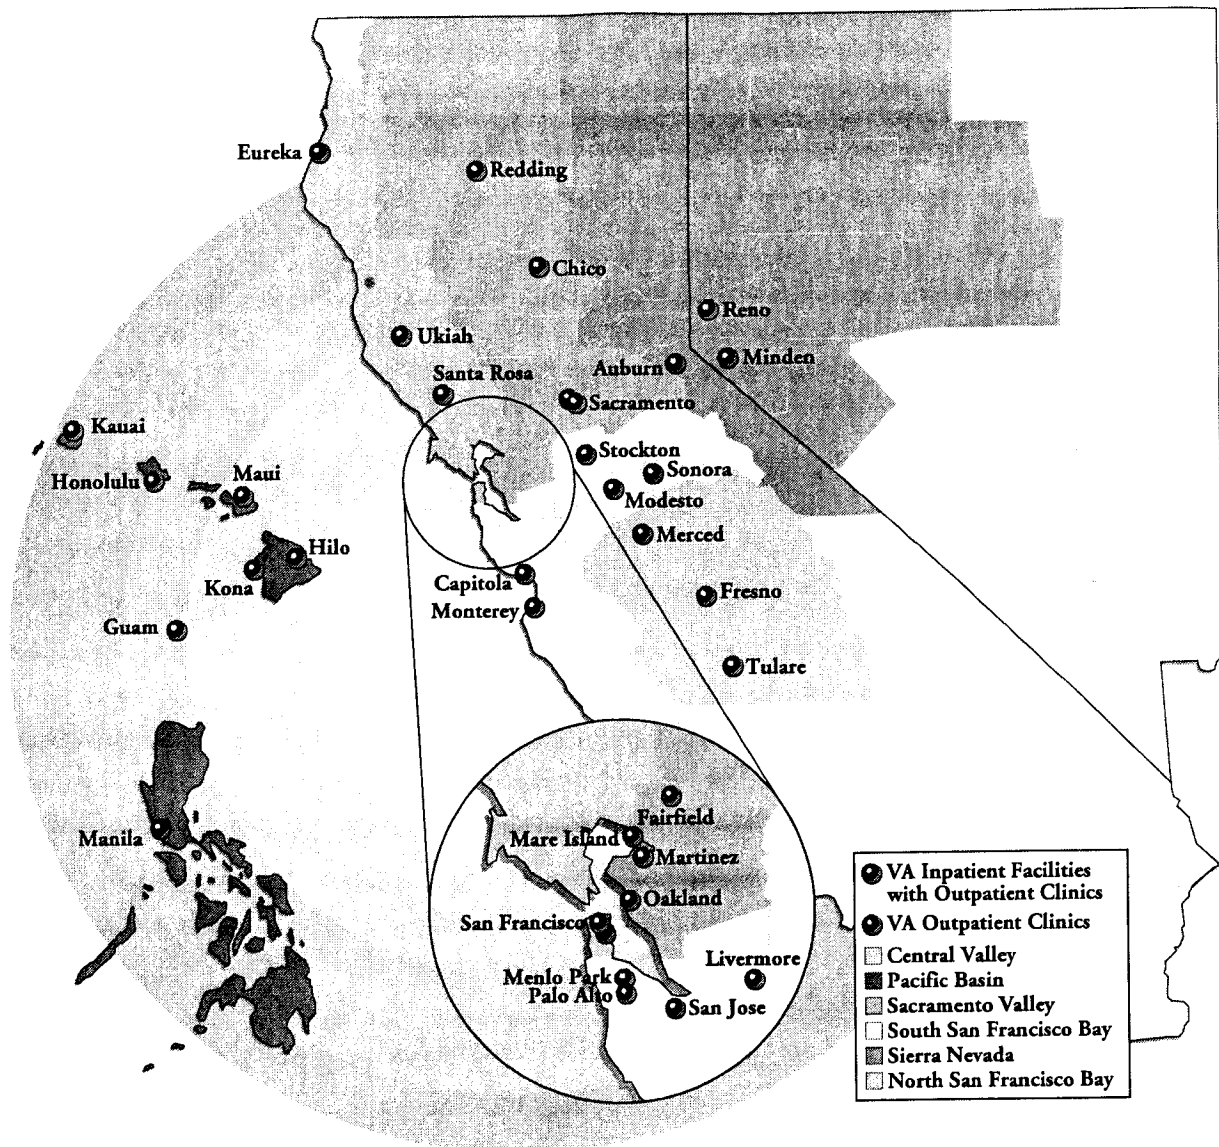 Eureka
Redding
Chico
Reno
Ukiah
Minden
Auburn
Santa Rosa
Sacramento
Kauai
Stockton
Sonora
Honolulu
Maui
Modesto
Merced
Hilo
Kona
Capitola
Fresno
Monterey
Guam
Tulare
Fairfield
Mare Island
Manila
Martinez
Oakland
San Francisco
Livermore
Menlo Park
Palo Alto
San Jose
VA Inpatient Facilities
with Outpatient Clinics
VA Outpatient Clinics
Central Valley
Pacific Basin
Sacramento Valley
South San Francisco Bay
Sierra Nevada
North San Francisco Bay